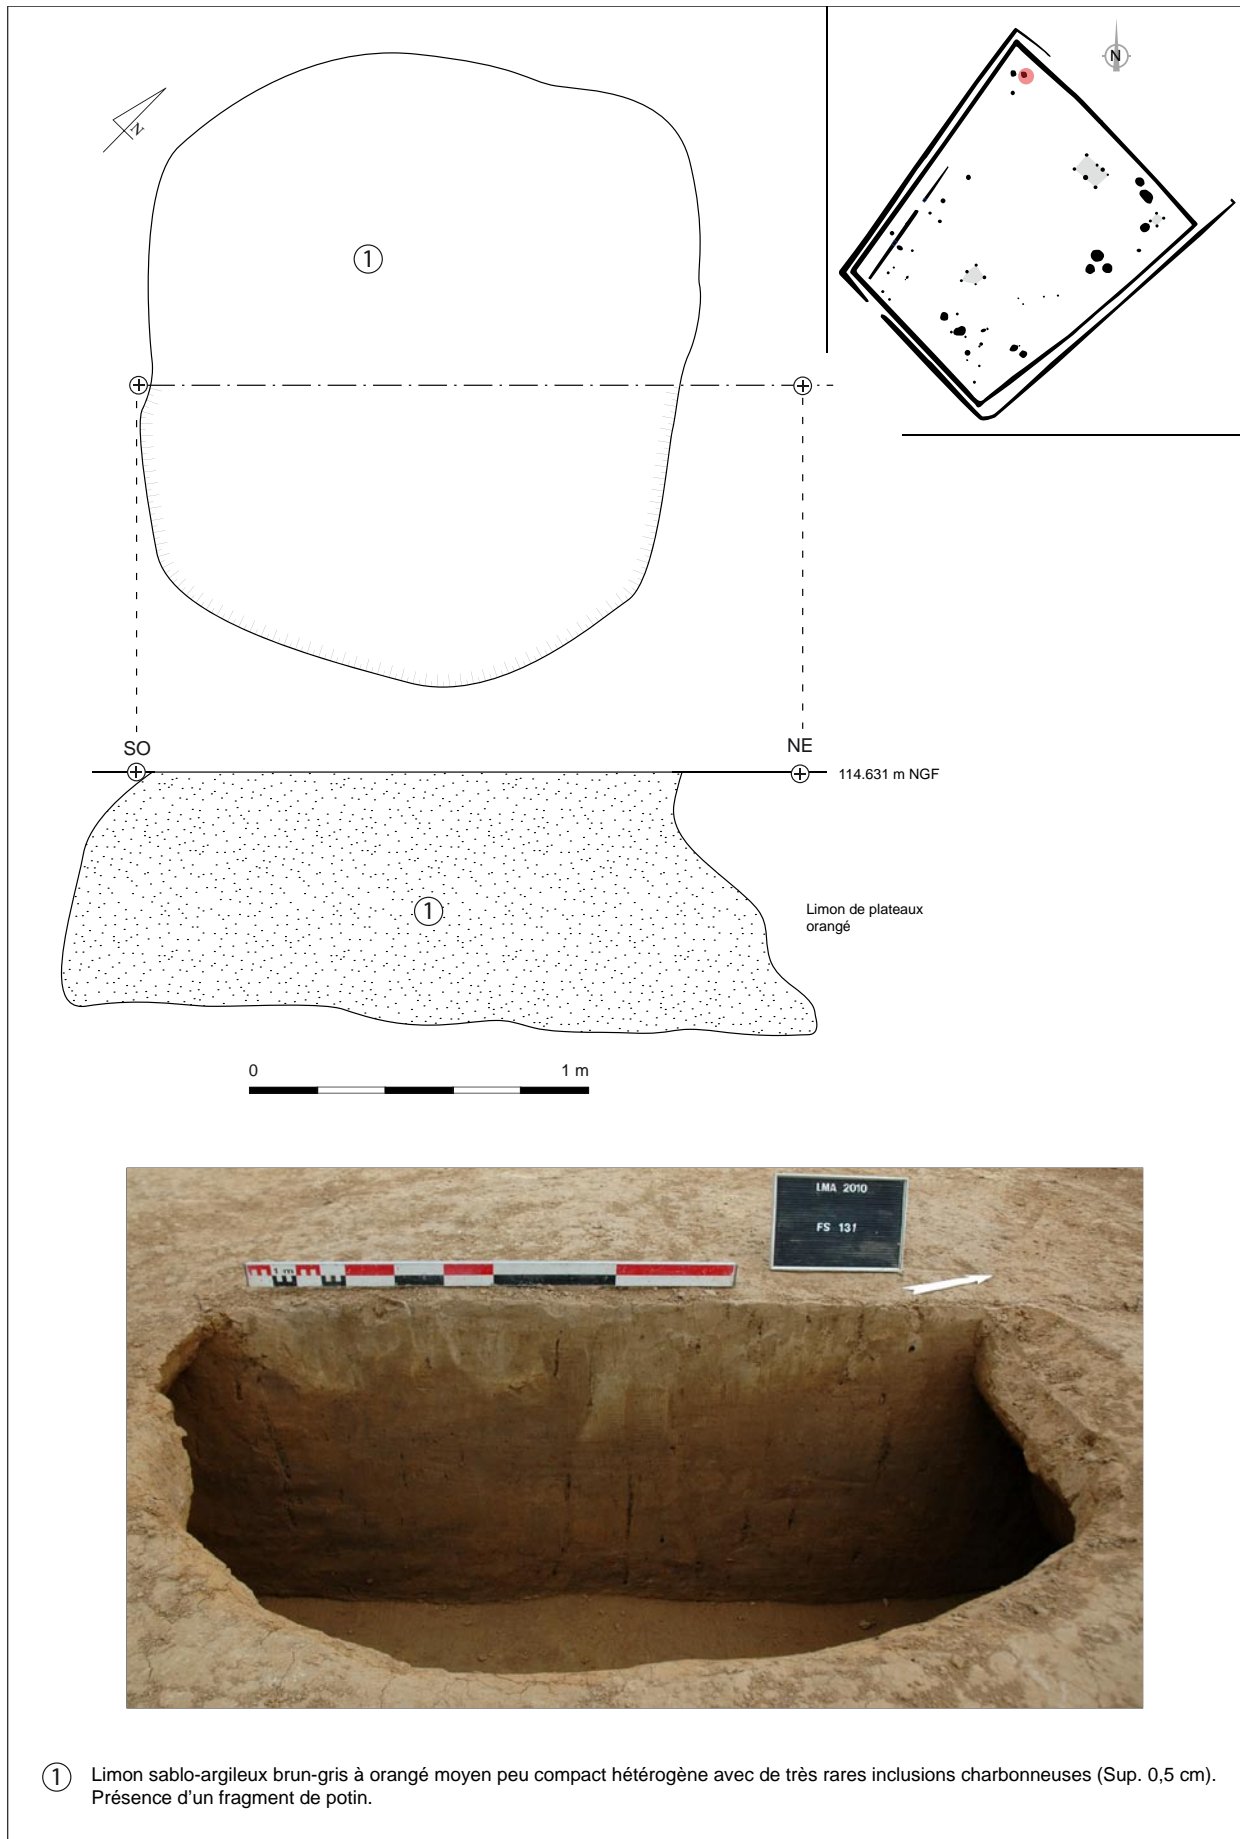 N
N
1
SO
NE
114.631 m NGF
1
Limon de plateaux
orangé
0 1 m
LMA 2010
FS 131
1 m
1 Limon sablo-argileux brun-gris à orangé moyen peu compact hétérogène avec de très rares inclusions charbonneuses (Sup. 0,5 cm).
Présence d'un fragment de potin.